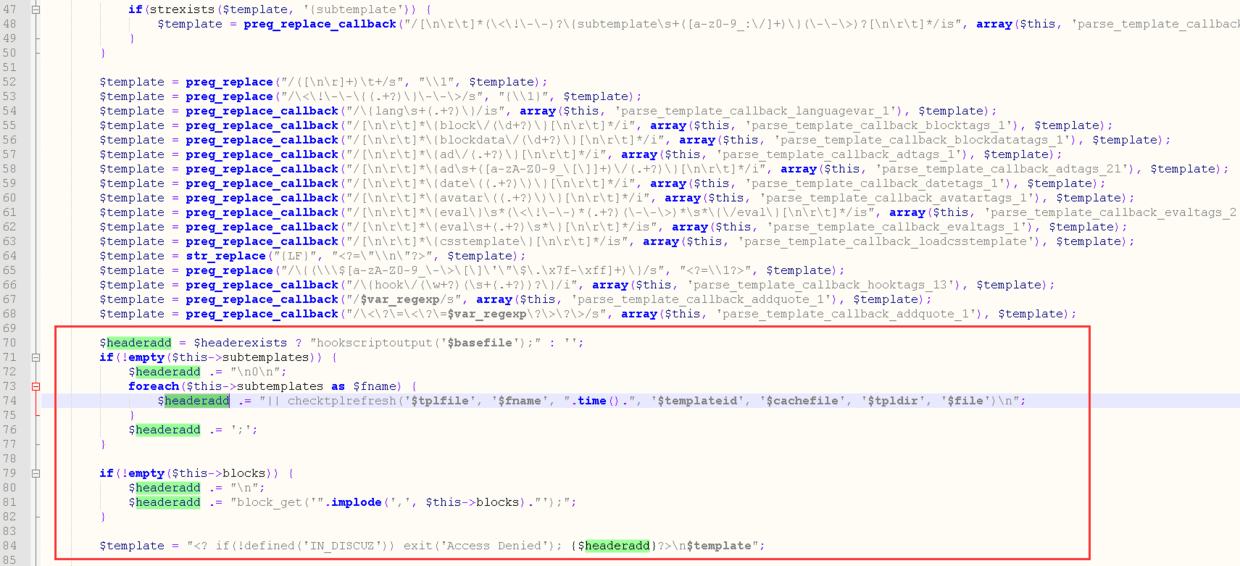 47 if(strexists($template, '{subtemplate')) {
48 $template = preg_replace_callback("/[\n\r\t]*(\<\!\-\-)?\{subtemplate\s+([a-z0-9_:\/]+)\}(\-\-\>)?[\n\r\t]*/is", array($this, 'parse_template_callback
49 }
50 }
51
52 $template = preg_replace("/([\n\r]+)\t+/s", "\\1", $template);
53 $template = preg_replace("/\<\!\-\-\{(.+?)\}\-\-\>/s", "{\\1}", $template);
54 $template = preg_replace_callback("/\{lang\s+(.+?)\}/is", array($this, 'parse_template_callback_languagevar_1'), $template);
55 $template = preg_replace_callback("/[\n\r\t]*\{block\/(\d+?)\}[\n\r\t]*/i", array($this, 'parse_template_callback_blocktags_1'), $template);
56 $template = preg_replace_callback("/[\n\r\t]*\{blockdata\/(\d+?)\}[\n\r\t]*/i", array($this, 'parse_template_callback_blockdatatags_1'), $template);
57 $template = preg_replace_callback("/[\n\r\t]*\{ad\/(.+?)\}[\n\r\t]*/i", array($this, 'parse_template_callback_adtags_1'), $template);
58 $template = preg_replace_callback("/[\n\r\t]*\{ad\s+([a-zA-Z0-9_\[\]]+)\/(.+?)\}[\n\r\t]*/i", array($this, 'parse_template_callback_adtags_21'), $template);
59 $template = preg_replace_callback("/[\n\r\t]*\{date\((.+?)\)\}[\n\r\t]*/i", array($this, 'parse_template_callback_datetags_1'), $template);
60 $template = preg_replace_callback("/[\n\r\t]*\{avatar\((.+?)\)\}[\n\r\t]*/i", array($this, 'parse_template_callback_avatartags_1'), $template);
61 $template = preg_replace_callback("/[\n\r\t]*\{eval\}\s*(\<\!\-\-)*(.+?)(\-\-\>)*\s*\{\/eval\}[\n\r\t]*/is", array($this, 'parse_template_callback_evaltags_2
62 $template = preg_replace_callback("/[\n\r\t]*\{eval\s+(.+?)\s*\}[\n\r\t]*/is", array($this, 'parse_template_callback_evaltags_1'), $template);
63 $template = preg_replace_callback("/[\n\r\t]*\{csstemplate\}[\n\r\t]*/is", array($this, 'parse_template_callback_loadcsstemplate'), $template);
64 $template = str_replace("{LF}", "<?=\"\\n\"?>", $template);
65 $template = preg_replace("/\{(\\\$[a-zA-Z0-9_\-\>\[\]\'\"\$\.\x7f-\xff]+)\}/s", "<?=\\1?>", $template);
66 $template = preg_replace_callback("/\{hook\/(\w+?)(\s+(.+?))?\}/i", array($this, 'parse_template_callback_hooktags_13'), $template);
67 $template = preg_replace_callback("/$var_regexp/s", array($this, 'parse_template_callback_addquote_1'), $template);
68 $template = preg_replace_callback("/\<\?\=\<\?\=$var_regexp\?\>\?\>/s", array($this, 'parse_template_callback_addquote_1'), $template);
69
70 $headeradd = $headerexists ? "hookscriptoutput('$basefile');" : '';
71 if(!empty($this->subtemplates)) {
72 $headeradd .= "\n0\n";
73 foreach($this->subtemplates as $fname) {
74 $headeradd .= "|| checktplrefresh('$tplfile', '$fname', ".time().", '$templateid', '$cachefile', '$tpldir', '$file')\n";
75 }
76 $headeradd .= ';';
77 }
78
79 if(!empty($this->blocks)) {
80 $headeradd .= "\n";
81 $headeradd .= "block_get('".implode(',', $this->blocks)."');";
82 }
83
84 $template = "<? if(!defined('IN_DISCUZ')) exit('Access Denied'); {$headeradd}?>\n$template";
85